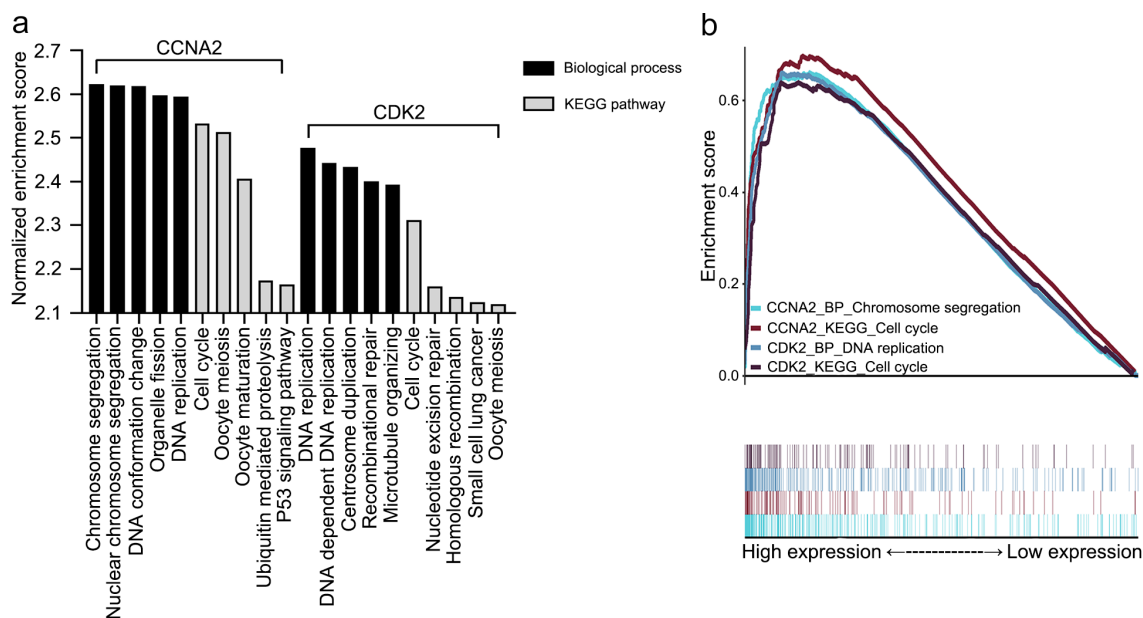 a
Normalized enrichment score
2.7
2.6
2.5
2.4
2.3
2.2
2.1
CCNA2
CDK2
Biological process
KEGG pathway
Chromosome segregation
Nuclear chromosome segregation
DNA conformation change
Organelle fission
DNA replication
Cell cycle
Oocyte meiosis
Oocyte maturation
Ubiquitin mediated proteolysis
P53 signaling pathway
DNA replication
DNA dependent DNA replication
Centrosome duplication
Recombinational repair
Microtubule organizing
Cell cycle
Nucleotide excision repair
Homologous recombination
Small cell lung cancer
Oocyte meiosis
b
Enrichment score
0.6
0.4
0.2
0.0
CCNA2_BP_Chromosome segregation
CCNA2_KEGG_Cell cycle
CDK2_BP_DNA replication
CDK2_KEGG_Cell cycle
High expression ←----------→ Low expression